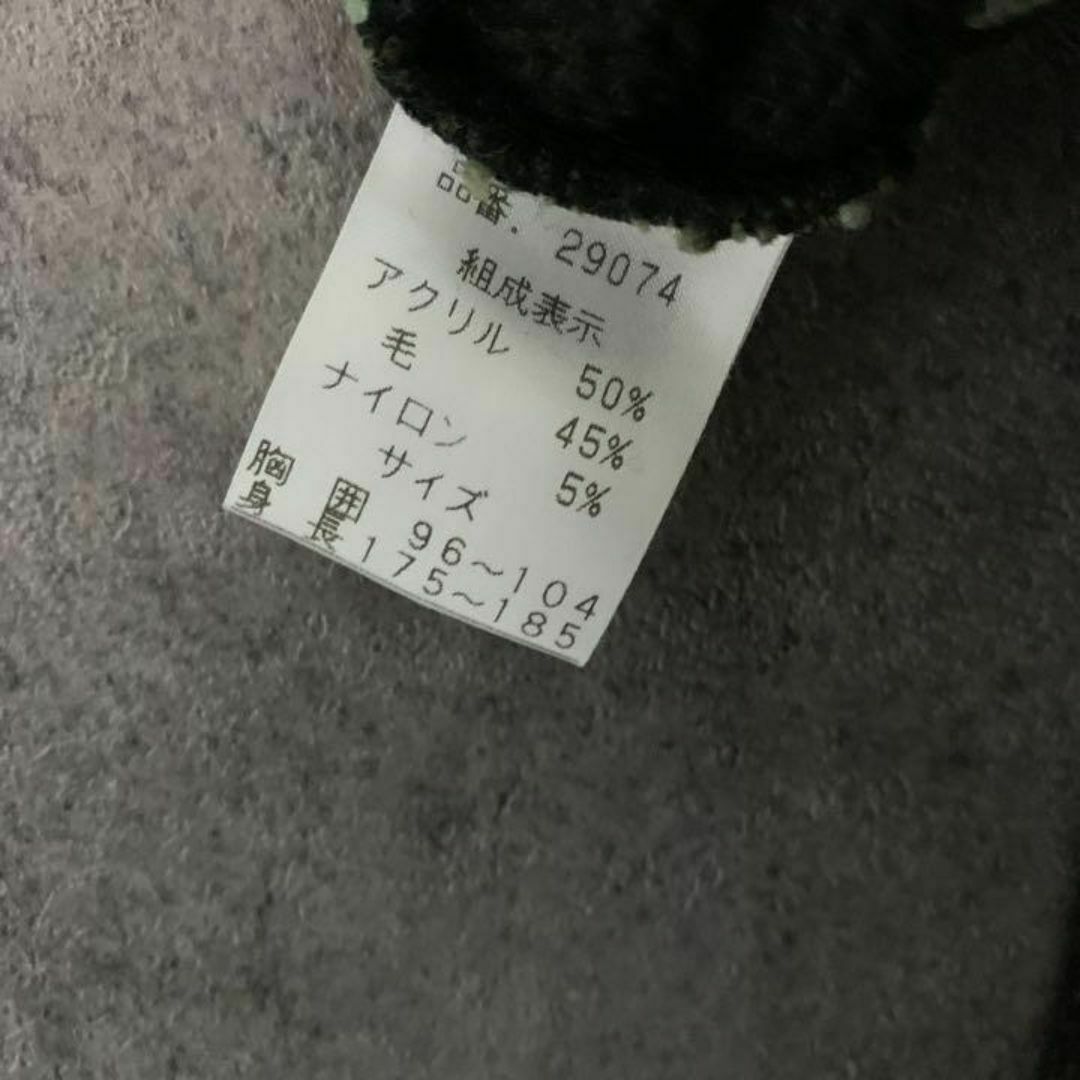 品番. 29074
組成表示
アクリル 50%
毛 45%
ナイロン 5%
サイズ
胸 囲 96~104
身 長 175~185